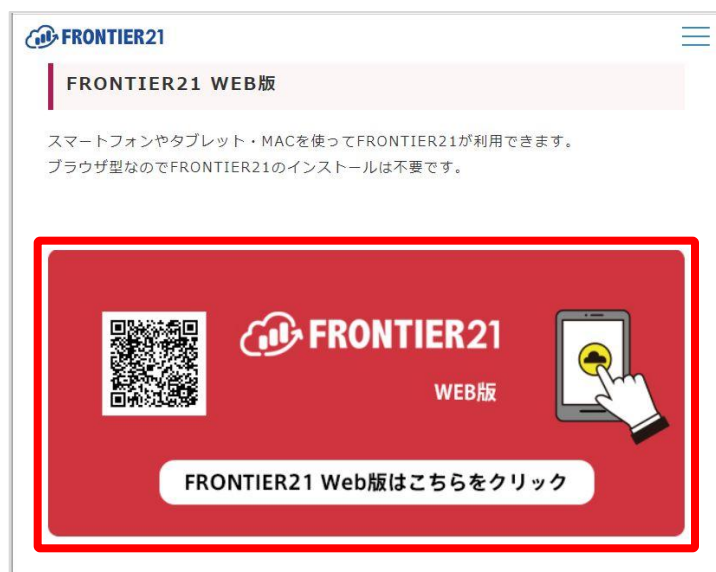 FRONTIER21
FRONTIER21 WEB版
スマートフォンやタブレット・MACを使ってFRONTIER21が利用できます。
ブラウザ型なのでFRONTIER21のインストールは不要です。
FRONTIER21
WEB版
FRONTIER21 Web版はこちらをクリック